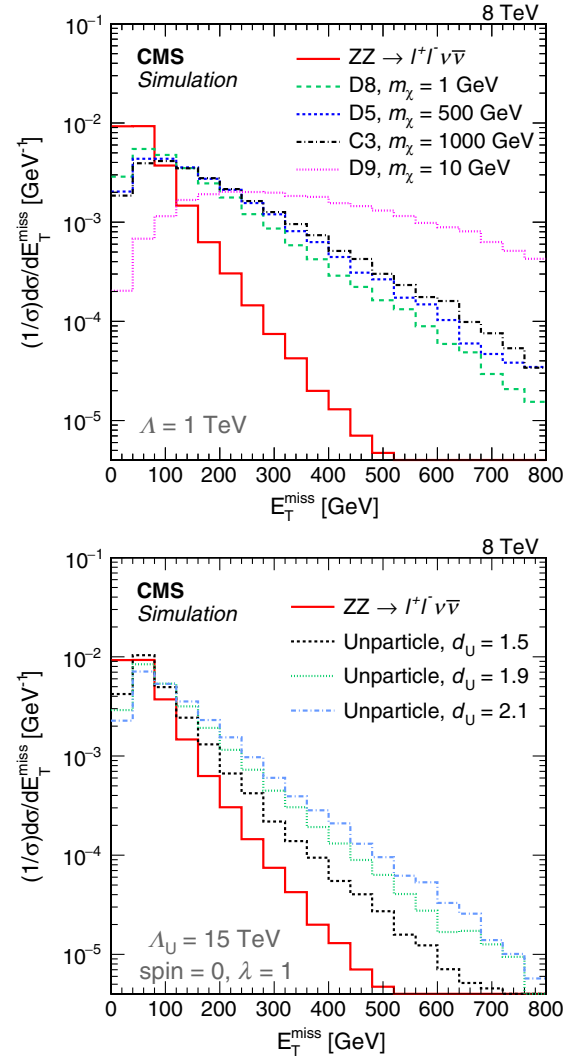 8 TeV
10⁻¹
CMS
Simulation
ZZ → l⁺l⁻νν̅
D8, mχ = 1 GeV
D5, mχ = 500 GeV
C3, mχ = 1000 GeV
D9, mχ = 10 GeV
10⁻²
10⁻³
10⁻⁴
10⁻⁵
(1/σ)dσ/dE_T^miss [GeV⁻¹]
Λ = 1 TeV
0 100 200 300 400 500 600 700 800
E_T^miss [GeV]
8 TeV
10⁻¹
CMS
Simulation
ZZ → l⁺l⁻νν̅
Unparticle, d_U = 1.5
Unparticle, d_U = 1.9
Unparticle, d_U = 2.1
10⁻²
10⁻³
10⁻⁴
10⁻⁵
(1/σ)dσ/dE_T^miss [GeV⁻¹]
Λ_U = 15 TeV
spin = 0, λ = 1
0 100 200 300 400 500 600 700 800
E_T^miss [GeV]